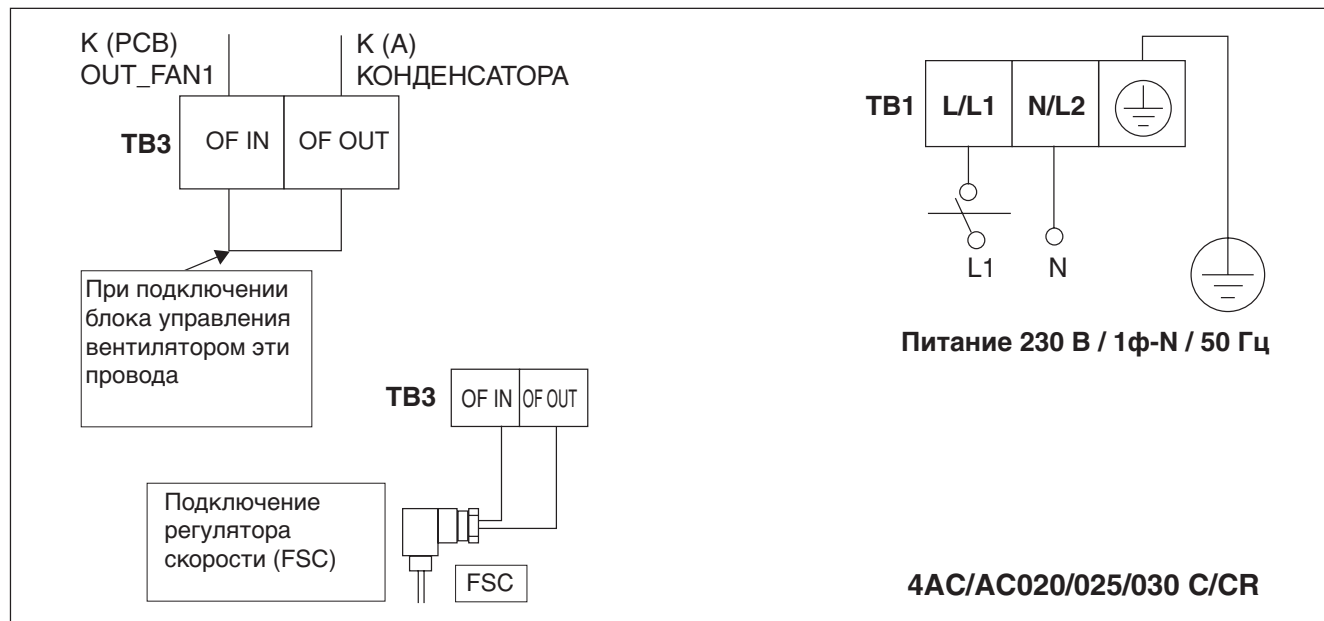 К (PCB)
OUT_FAN1
К (А)
КОНДЕНСАТОРА
TB3
OF IN
OF OUT
При подключении
блока управления
вентилятором эти
провода
TB3
OF IN
OF OUT
Подключение
регулятора
скорости (FSC)
FSC
TB1
L/L1
N/L2
L1
N
Питание 230 В / 1ф-N / 50 Гц
4AC/AC020/025/030 C/CR